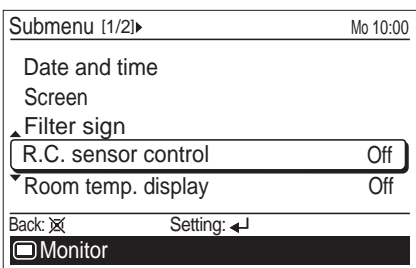 Submenu [1/2] Mo 10:00
Date and time
Screen
Filter sign
R.C. sensor control Off
Room temp. display Off
Back: Setting:
Monitor